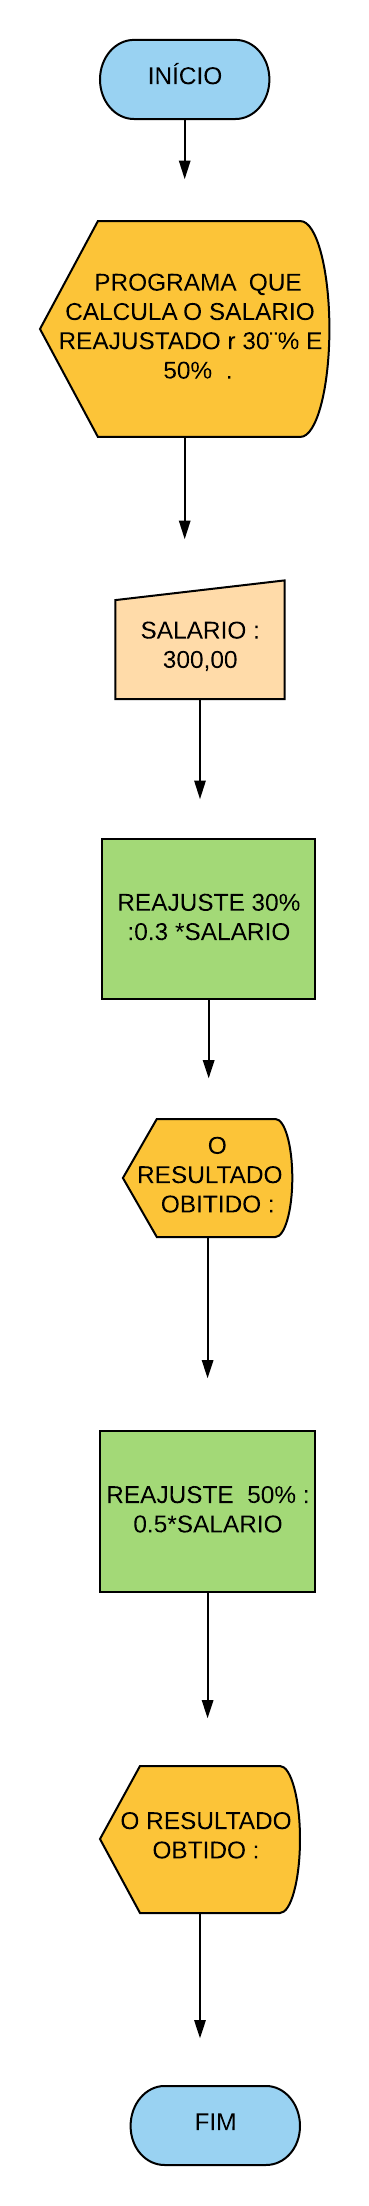 INÍCIO
PROGRAMA  QUE
CALCULA O SALARIO
REAJUSTADO r 30¨% E
50%  .
SALARIO :
300,00
REAJUSTE 30%
:0.3 *SALARIO
O
RESULTADO
OBITIDO :
REAJUSTE  50% :
0.5*SALARIO
O RESULTADO
OBTIDO :
FIM